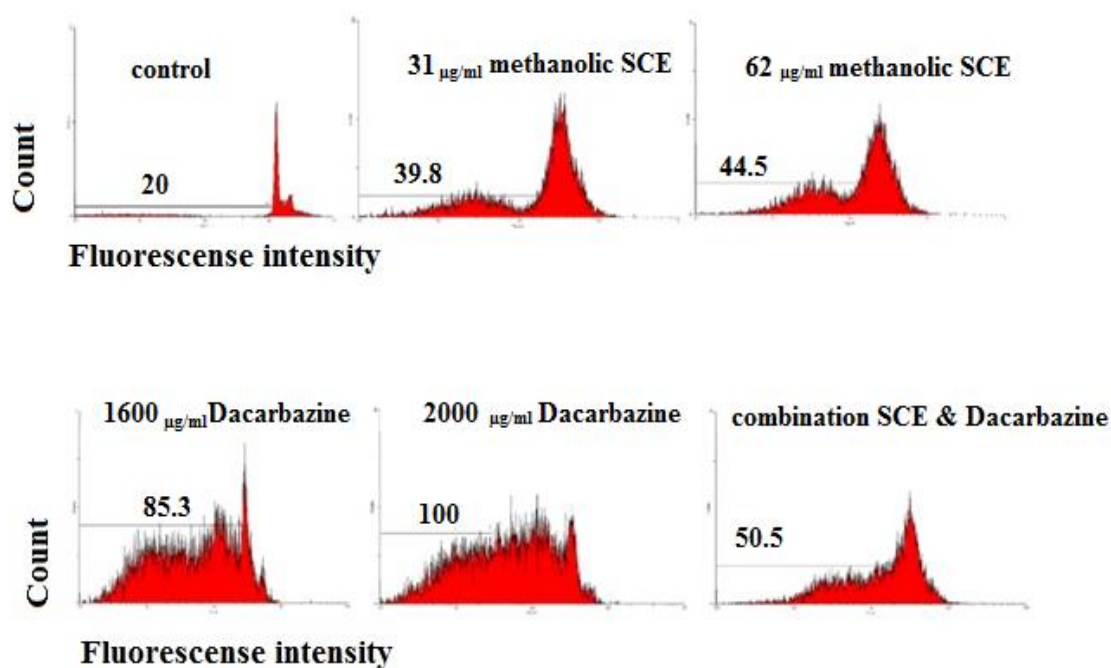 control
31 µg/ml methanolic SCE
62 µg/ml methanolic SCE
20
39.8
44.5
Count
Fluorescense intensity
1600 µg/ml Dacarbazine
2000 µg/ml Dacarbazine
combination SCE & Dacarbazine
85.3
100
50.5
Count
Fluorescense intensity